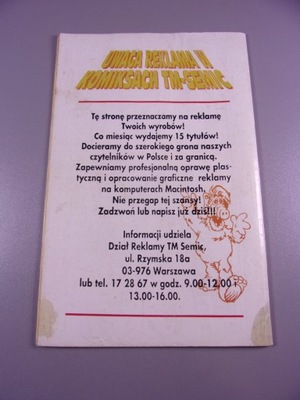 UWAGA REKLAMA W
KOMIKSACH TM-SEMIC
Tę stronę przeznaczamy na reklamę
Twoich wyrobów!
Co miesiąc wydajemy 15 tytułów!
Docieramy do szerokiego grona naszych
czytelników w Polsce i za granicą.
Zapewniamy profesjonalną oprawę plas-
tyczną i opracowanie graficzne reklamy
na komputerach Macintosh.
Nie przegap tej szansy!
Zadzwoń lub napisz już dziś!!!
Informacji udziela
Dział Reklamy TM Semic,
ul. Rzymska 18a
03-976 Warszawa
lub tel. 17 28 67 w godz. 9.00-12.00 i
13.00-16.00.